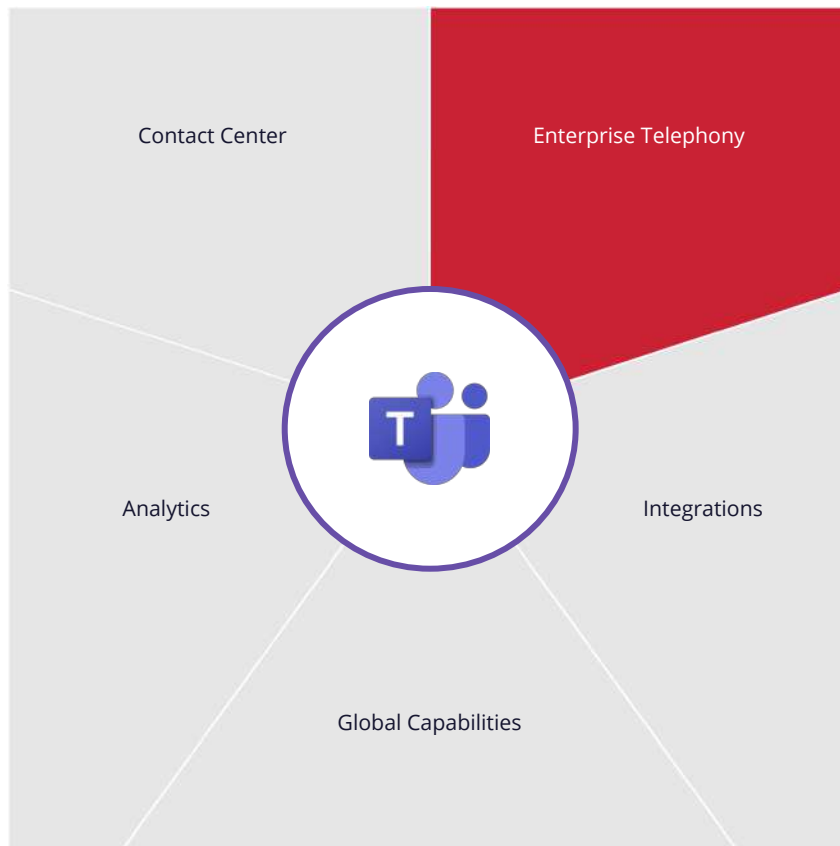 Contact Center
Enterprise Telephony
T
Analytics
Integrations
Global Capabilities